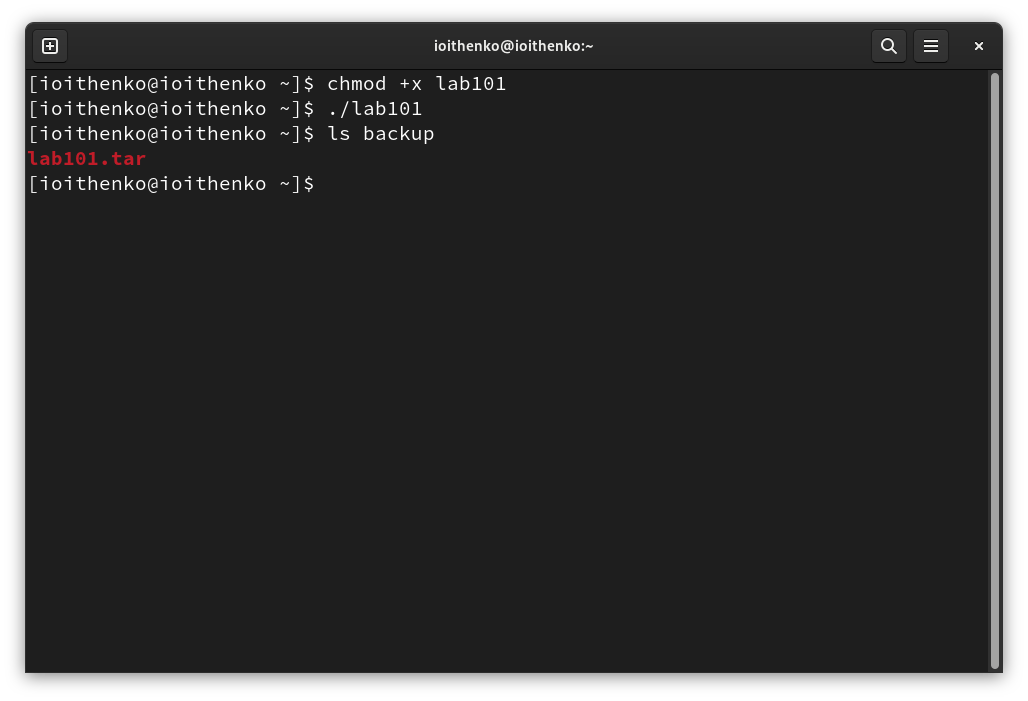 ioithenko@ioithenko:~
[ioithenko@ioithenko ~]$ chmod +x lab101
[ioithenko@ioithenko ~]$ ./lab101
[ioithenko@ioithenko ~]$ ls backup
lab101.tar
[ioithenko@ioithenko ~]$